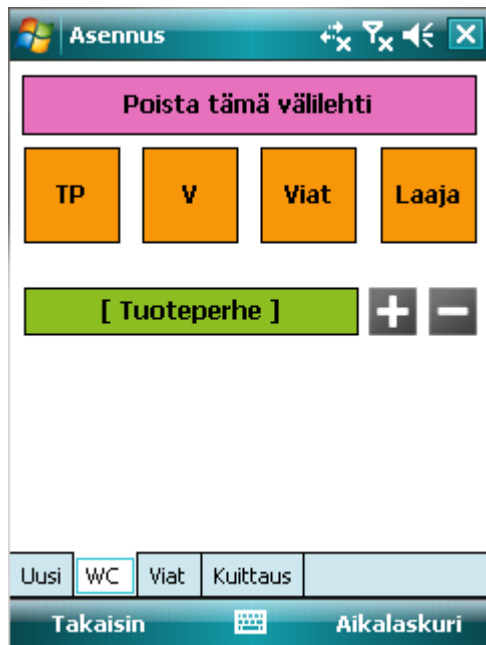 Asennus
Poista tämä välilehti
TP V Viat Laaja
[ Tuoteperhe ]
Uusi WC Viat Kuittaus
Takaisin Aikalaskuri